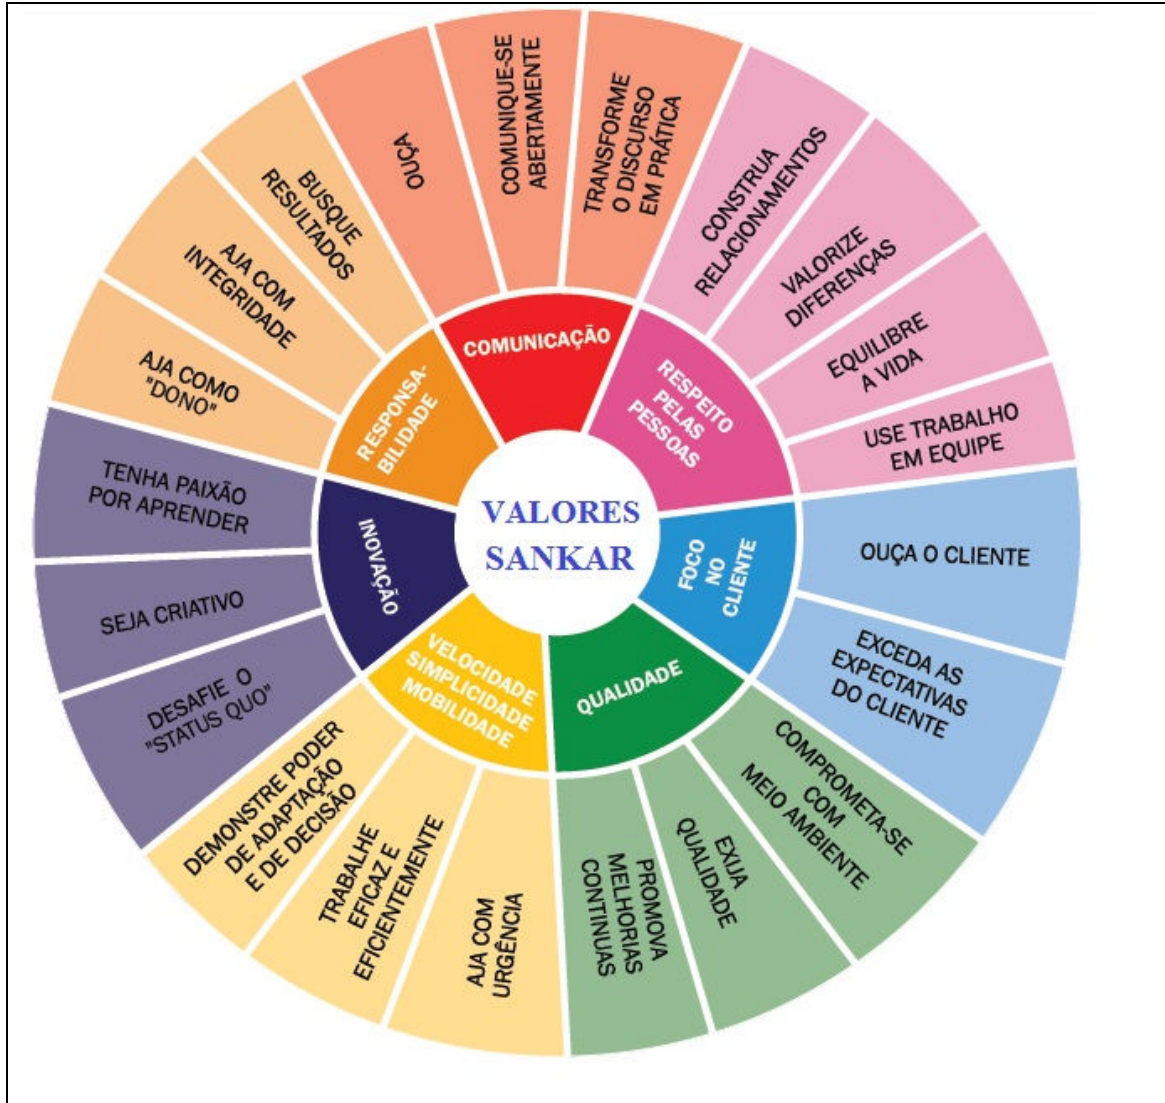 VALORES
SANKAR
COMUNICAÇÃO
OUÇA
COMUNIQUE-SE
ABERTAMENTE
TRANSFORME
O DISCURSO
EM PRÁTICA
RESPEITO
PELAS
PESSOAS
CONSTRUA
RELACIONAMENTOS
VALORIZE
DIFERENÇAS
EQUILIBRE
A VIDA
USE TRABALHO
EM EQUIPE
FOCO
NO
CLIENTE
OUÇA O CLIENTE
EXCEDA AS
EXPECTATIVAS
DO CLIENTE
QUALIDADE
COMPROMETA-SE
COM
MEIO AMBIENTE
EXIJA
QUALIDADE
PROMOVA
MELHORIAS
CONTINUAS
VELOCIDADE
SIMPLICIDADE
MOBILIDADE
AJA COM
URGÊNCIA
TRABALHE
EFICAZ E
EFICIENTEMENTE
DEMONSTRE PODER
DE ADAPTAÇÃO
E DE DECISÃO
INOVAÇÃO
DESAFIE O
"STATUS QUO"
SEJA CRIATIVO
TENHA PAIXÃO
POR APRENDER
RESPONSA-
BILIDADE
AJA COMO
"DONO"
AJA COM
INTEGRIDADE
BUSQUE
RESULTADOS